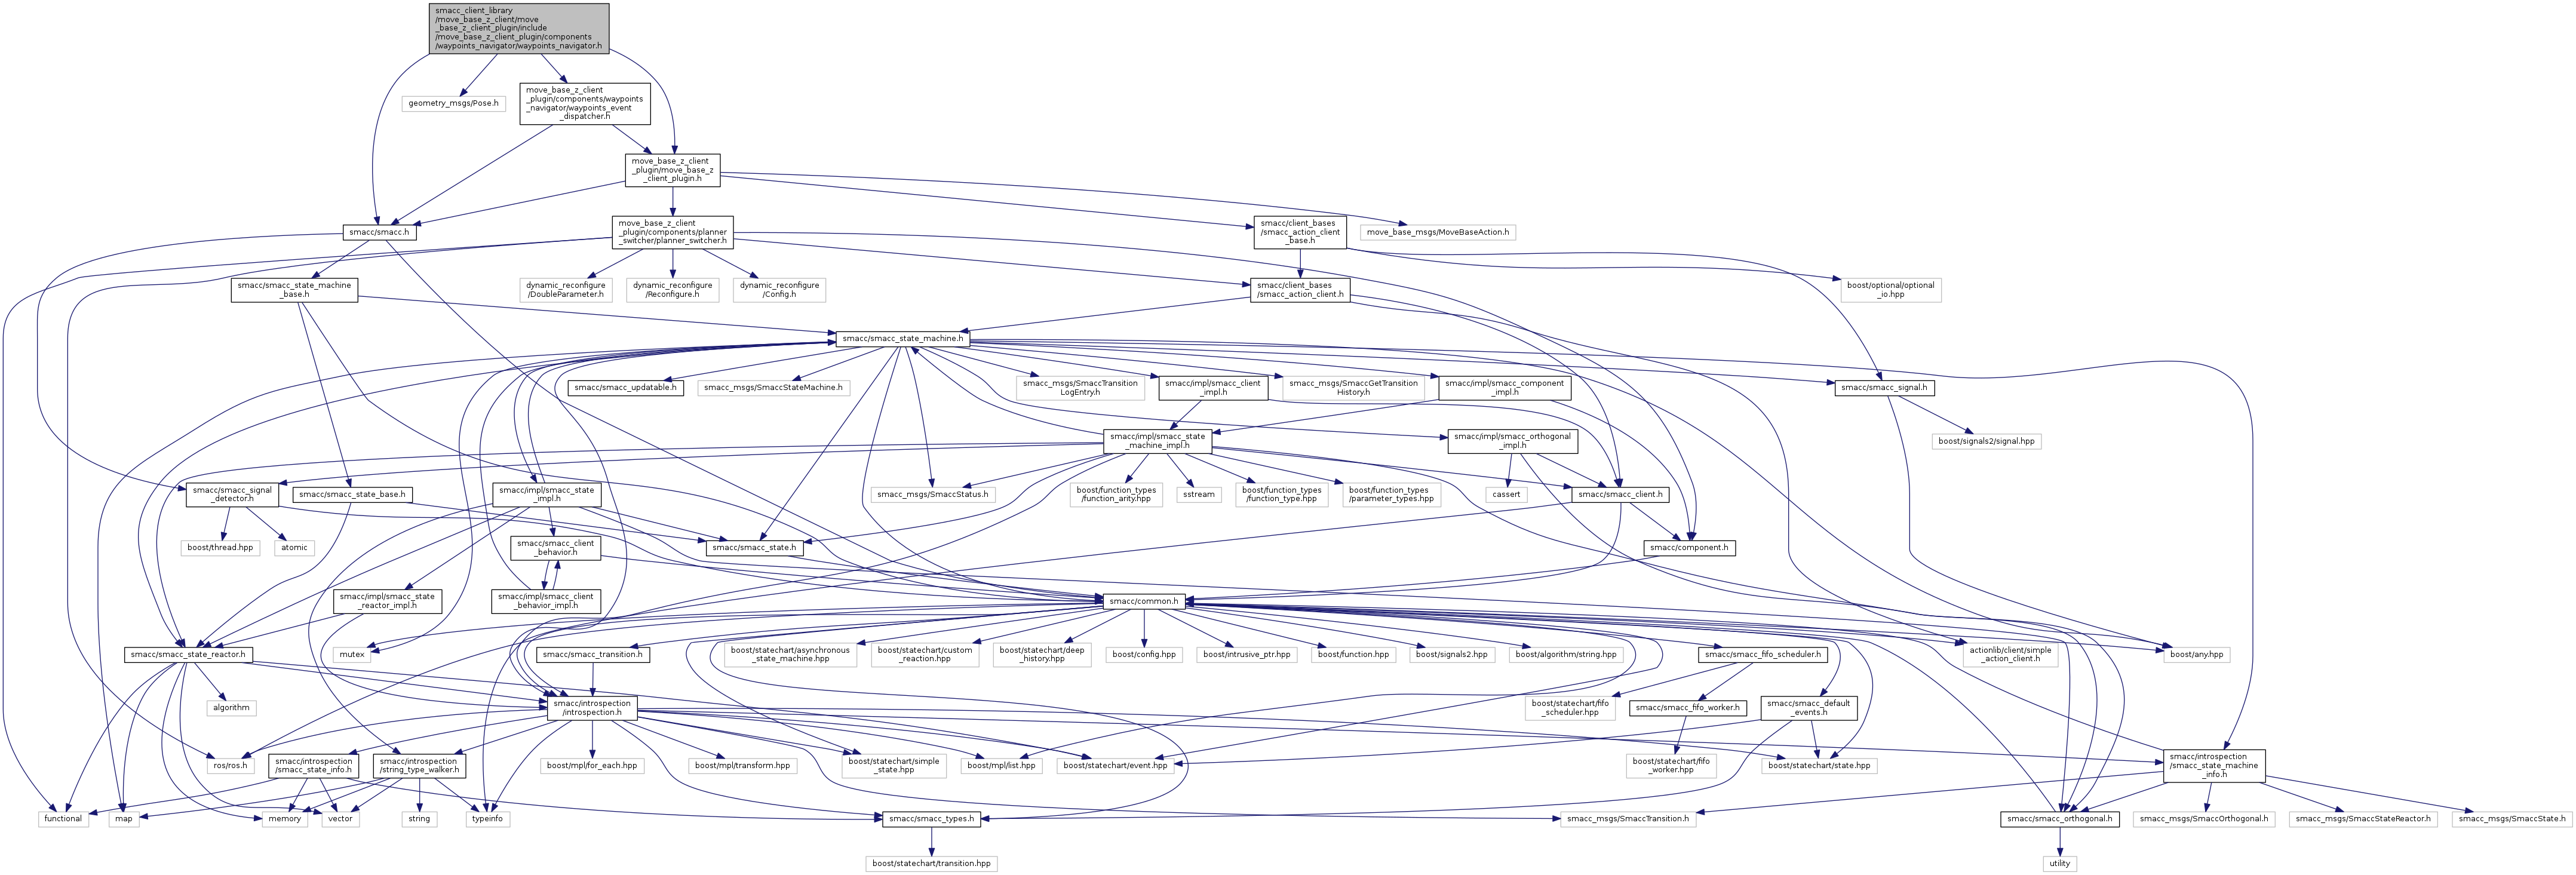 smacc_client_library
/move_base_z_client/move
_base_z_client_plugin/include
/move_base_z_client_plugin/components
/waypoints_navigator/waypoints_navigator.h
geometry_msgs/Pose.h
move_base_z_client
_plugin/components/waypoints
_navigator/waypoints_event
_dispatcher.h
move_base_z_client
_plugin/move_base_z
_client_plugin.h
smacc/smacc.h
move_base_z_client
_plugin/components/planner
_switcher/planner_switcher.h
smacc/client_bases
/smacc_action_client
_base.h
move_base_msgs/MoveBaseAction.h
smacc/smacc_state_machine
_base.h
dynamic_reconfigure
/DoubleParameter.h
dynamic_reconfigure
/Reconfigure.h
dynamic_reconfigure
/Config.h
smacc/client_bases
/smacc_action_client.h
boost/optional/optional
_io.hpp
smacc/smacc_state_machine.h
smacc/smacc_updatable.h
smacc_msgs/SmaccStateMachine.h
smacc_msgs/SmaccTransition
LogEntry.h
smacc/impl/smacc_client
_impl.h
smacc_msgs/SmaccGetTransition
History.h
smacc/impl/smacc_component
_impl.h
smacc/smacc_signal.h
smacc/impl/smacc_state
_machine_impl.h
smacc/impl/smacc_orthogonal
_impl.h
boost/signals2/signal.hpp
smacc/smacc_signal
_detector.h
smacc/smacc_state_base.h
smacc/impl/smacc_state
_impl.h
smacc_msgs/SmaccStatus.h
boost/function_types
/function_arity.hpp
sstream
boost/function_types
/function_type.hpp
boost/function_types
/parameter_types.hpp
cassert
smacc/smacc_client.h
boost/thread.hpp
atomic
smacc/smacc_client
_behavior.h
smacc/smacc_state.h
smacc/component.h
smacc/impl/smacc_state
_reactor_impl.h
smacc/impl/smacc_client
_behavior_impl.h
smacc/common.h
smacc/smacc_state_reactor.h
mutex
smacc/smacc_transition.h
boost/statechart/asynchronous
_state_machine.hpp
boost/statechart/custom
_reaction.hpp
boost/statechart/deep
_history.hpp
boost/config.hpp
boost/intrusive_ptr.hpp
boost/function.hpp
boost/signals2.hpp
boost/algorithm/string.hpp
smacc/smacc_fifo_scheduler.h
actionlib/client/simple
_action_client.h
boost/any.hpp
algorithm
smacc/introspection
/introspection.h
boost/statechart/fifo
_scheduler.hpp
smacc/smacc_fifo_worker.h
smacc/smacc_default
_events.h
ros/ros.h
smacc/introspection
/smacc_state_info.h
smacc/introspection
/string_type_walker.h
boost/mpl/for_each.hpp
boost/mpl/transform.hpp
boost/statechart/simple
_state.hpp
boost/mpl/list.hpp
boost/statechart/event.hpp
boost/statechart/fifo
_worker.hpp
boost/statechart/state.hpp
smacc/introspection
/smacc_state_machine
_info.h
functional
map
memory
vector
string
typeinfo
smacc/smacc_types.h
smacc_msgs/SmaccTransition.h
smacc/smacc_orthogonal.h
smacc_msgs/SmaccOrthogonal.h
smacc_msgs/SmaccStateReactor.h
smacc_msgs/SmaccState.h
boost/statechart/transition.hpp
utility